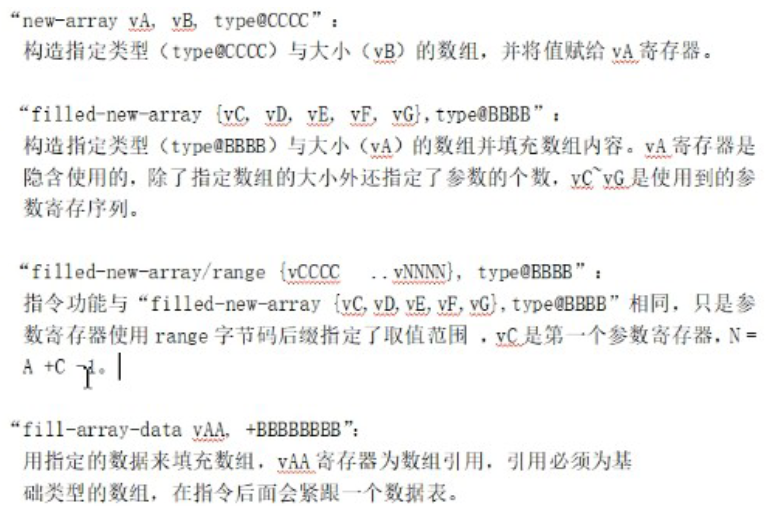 “new-array vA, vB, type@CCCC”：
构造指定类型（type@CCCC）与大小（vB）的数组，并将值赋给 vA 寄存器。
“filled-new-array {vC, vD, vE, vF, vG},type@BBBB”：
构造指定类型（type@BBBB）与大小（vA）的数组并填充数组内容。vA 寄存器是
隐含使用的，除了指定数组的大小外还指定了参数的个数，vC~vG 是使用到的参
数寄存序列。
“filled-new-array/range {vCCCC  ..vNNNN}, type@BBBB”：
指令功能与“filled-new-array {vC,vD,vE,vF,vG},type@BBBB”相同，只是参
数寄存器使用 range 字节码后缀指定了取值范围 ，vC 是第一个参数寄存器，N =
A +C -1。
“fill-array-data vAA, +BBBBBBBB”：
用指定的数据来填充数组，vAA 寄存器为数组引用，引用必须为基
础类型的数组，在指令后面会紧跟一个数据表。